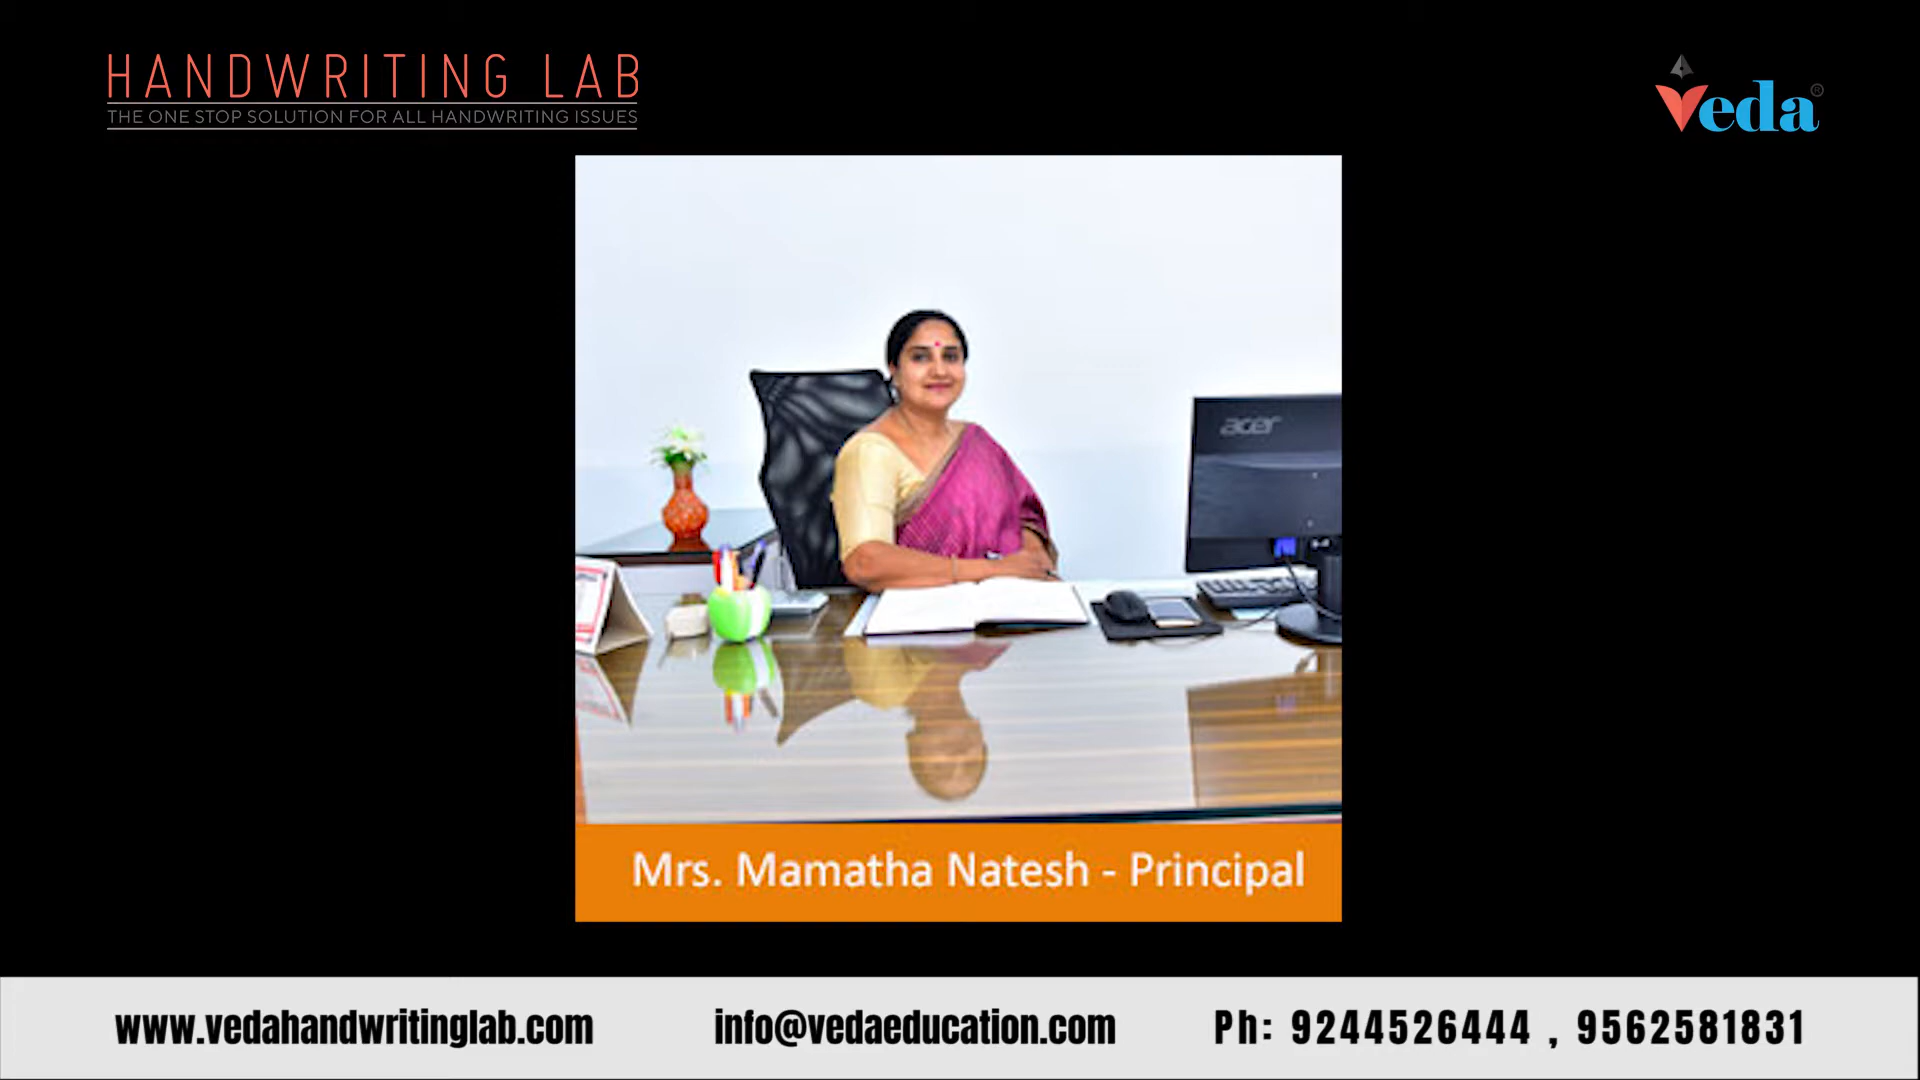 HANDWRITING LAB
THE ONE STOP SOLUTION FOR ALL HANDWRITING ISSUES
veda®
acer
Mrs. Mamatha Natesh - Principal
www.vedahandwritinglab.com info@vedaeducation.com Ph: 9244526444 , 9562581831